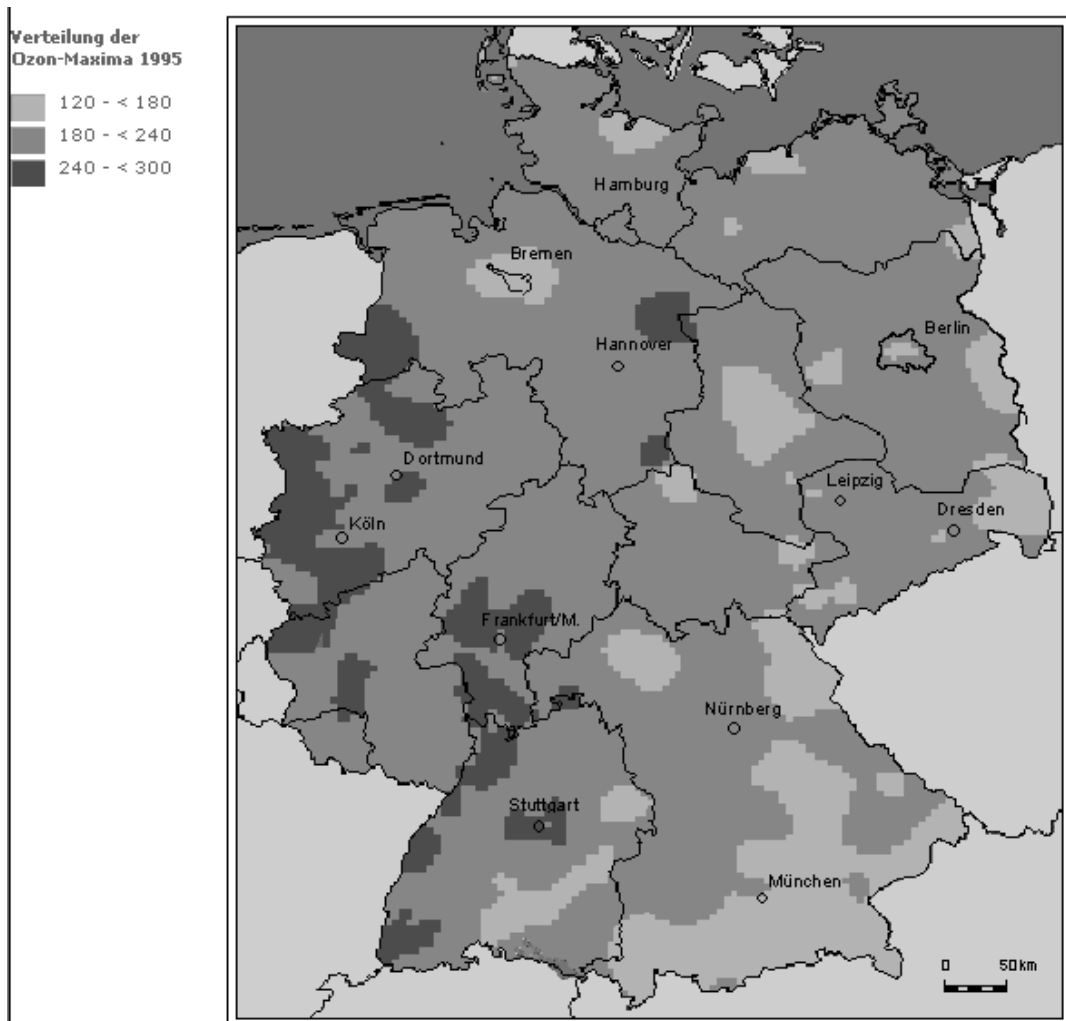 Verteilung der
Ozon-Maxima 1995
120 - < 180
180 - < 240
240 - < 300
Hamburg
Bremen
Berlin
Hannover
Dortmund
Leipzig
Dresden
Köln
Frankfurt/M.
Nürnberg
Stuttgart
München
0 50km